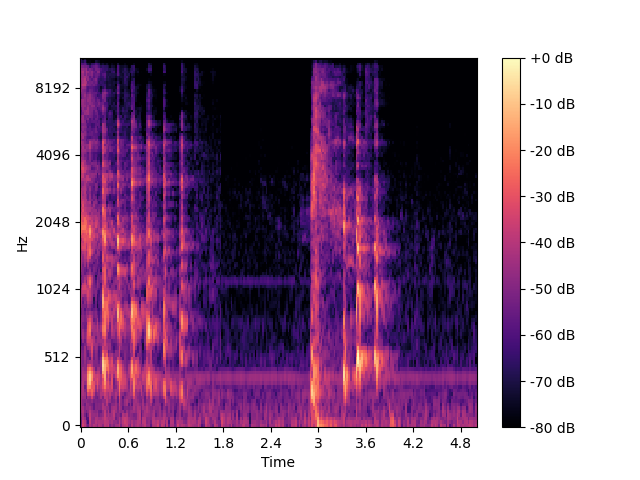 8192
4096
2048
1024
512
0
Hz
0 0.6 1.2 1.8 2.4 3 3.6 4.2 4.8
Time
+0 dB
-10 dB
-20 dB
-30 dB
-40 dB
-50 dB
-60 dB
-70 dB
-80 dB